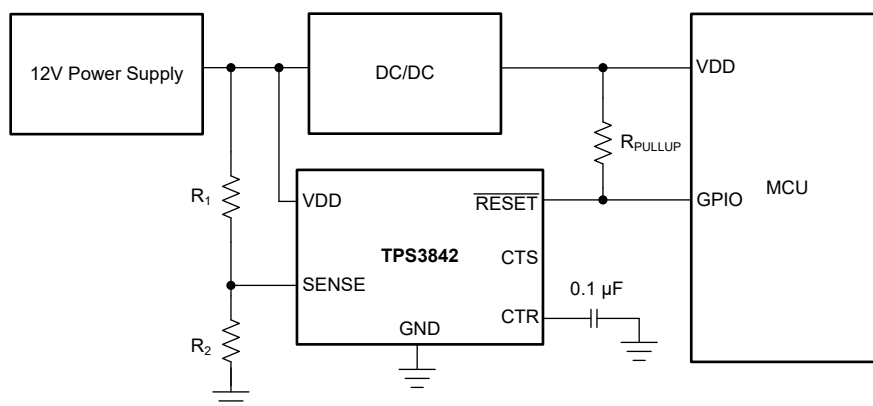 12V Power Supply
DC/DC
VDD
R1
VDD
RESET
RPULLUP
MCU
GPIO
TPS3842
CTS
SENSE
0.1 µF
CTR
R2
GND